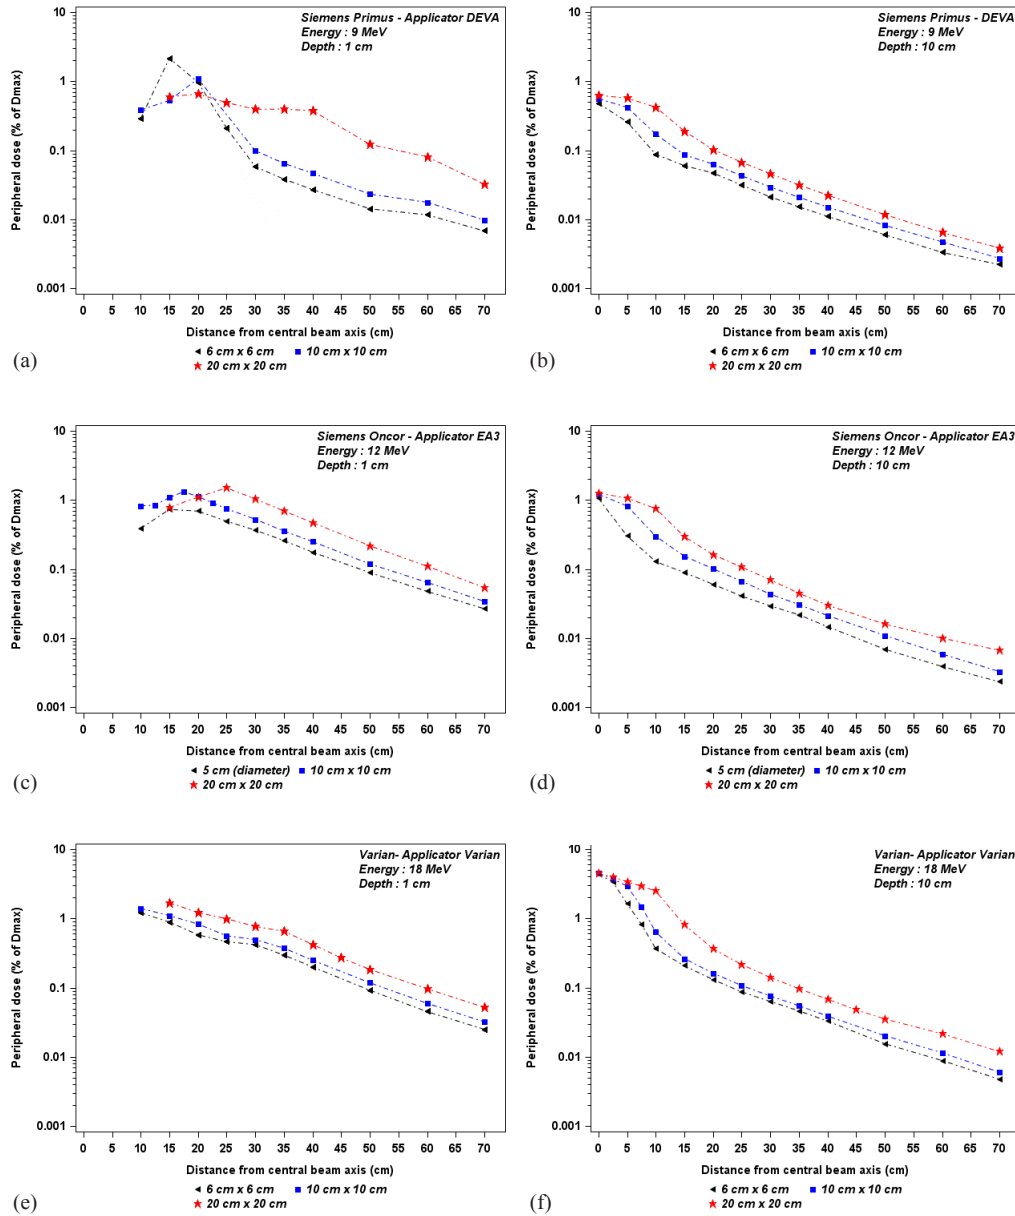 Siemens Primus - Applicator DEVA
Energy : 9 MeV
Depth : 1 cm
Peripheral dose (% of Dmax)
10
1
0.1
0.01
0.001
0 5 10 15 20 25 30 35 40 45 50 55 60 65 70
Distance from central beam axis (cm)
6 cm x 6 cm 10 cm x 10 cm
20 cm x 20 cm
(a)
Siemens Primus - DEVA
Energy : 9 MeV
Depth : 10 cm
Peripheral dose (% of Dmax)
10
1
0.1
0.01
0.001
0 5 10 15 20 25 30 35 40 45 50 55 60 65 70
Distance from central beam axis (cm)
6 cm x 6 cm 10 cm x 10 cm
20 cm x 20 cm
(b)
Siemens Oncor - Applicator EA3
Energy : 12 MeV
Depth : 1 cm
Peripheral dose (% of Dmax)
10
1
0.1
0.01
0.001
0 5 10 15 20 25 30 35 40 45 50 55 60 65 70
Distance from central beam axis (cm)
5 cm (diameter) 10 cm x 10 cm
20 cm x 20 cm
(c)
Siemens Oncor - Applicator EA3
Energy : 12 MeV
Depth : 10 cm
Peripheral dose (% of Dmax)
10
1
0.1
0.01
0.001
0 5 10 15 20 25 30 35 40 45 50 55 60 65 70
Distance from central beam axis (cm)
5 cm (diameter) 10 cm x 10 cm
20 cm x 20 cm
(d)
Varian- Applicator Varian
Energy : 18 MeV
Depth : 1 cm
Peripheral dose (% of Dmax)
10
1
0.1
0.01
0.001
0 5 10 15 20 25 30 35 40 45 50 55 60 65 70
Distance from central beam axis (cm)
6 cm x 6 cm 10 cm x 10 cm
20 cm x 20 cm
(e)
Varian- Applicator Varian
Energy : 18 MeV
Depth : 10 cm
Peripheral dose (% of Dmax)
10
1
0.1
0.01
0.001
0 5 10 15 20 25 30 35 40 45 50 55 60 65 70
Distance from central beam axis (cm)
6 cm x 6 cm 10 cm x 10 cm
20 cm x 20 cm
(f)